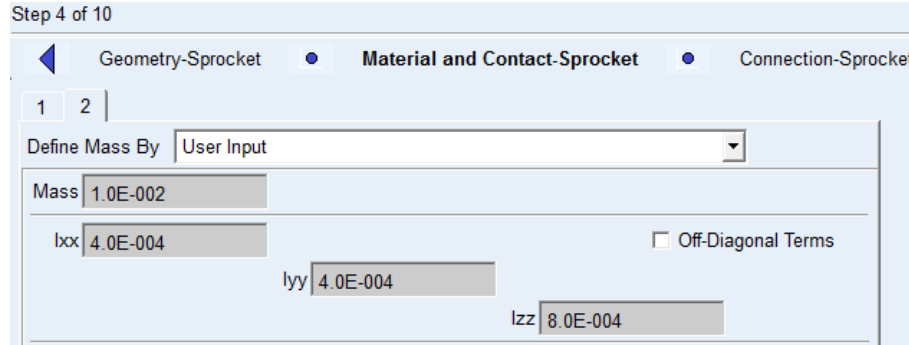 Step 4 of 10
Geometry-Sprocket Material and Contact-Sprocket Connection-Sprocket
1 2
Define Mass By User Input
Mass 1.0E-002
Ixx 4.0E-004 Off-Diagonal Terms
Iyy 4.0E-004
Izz 8.0E-004